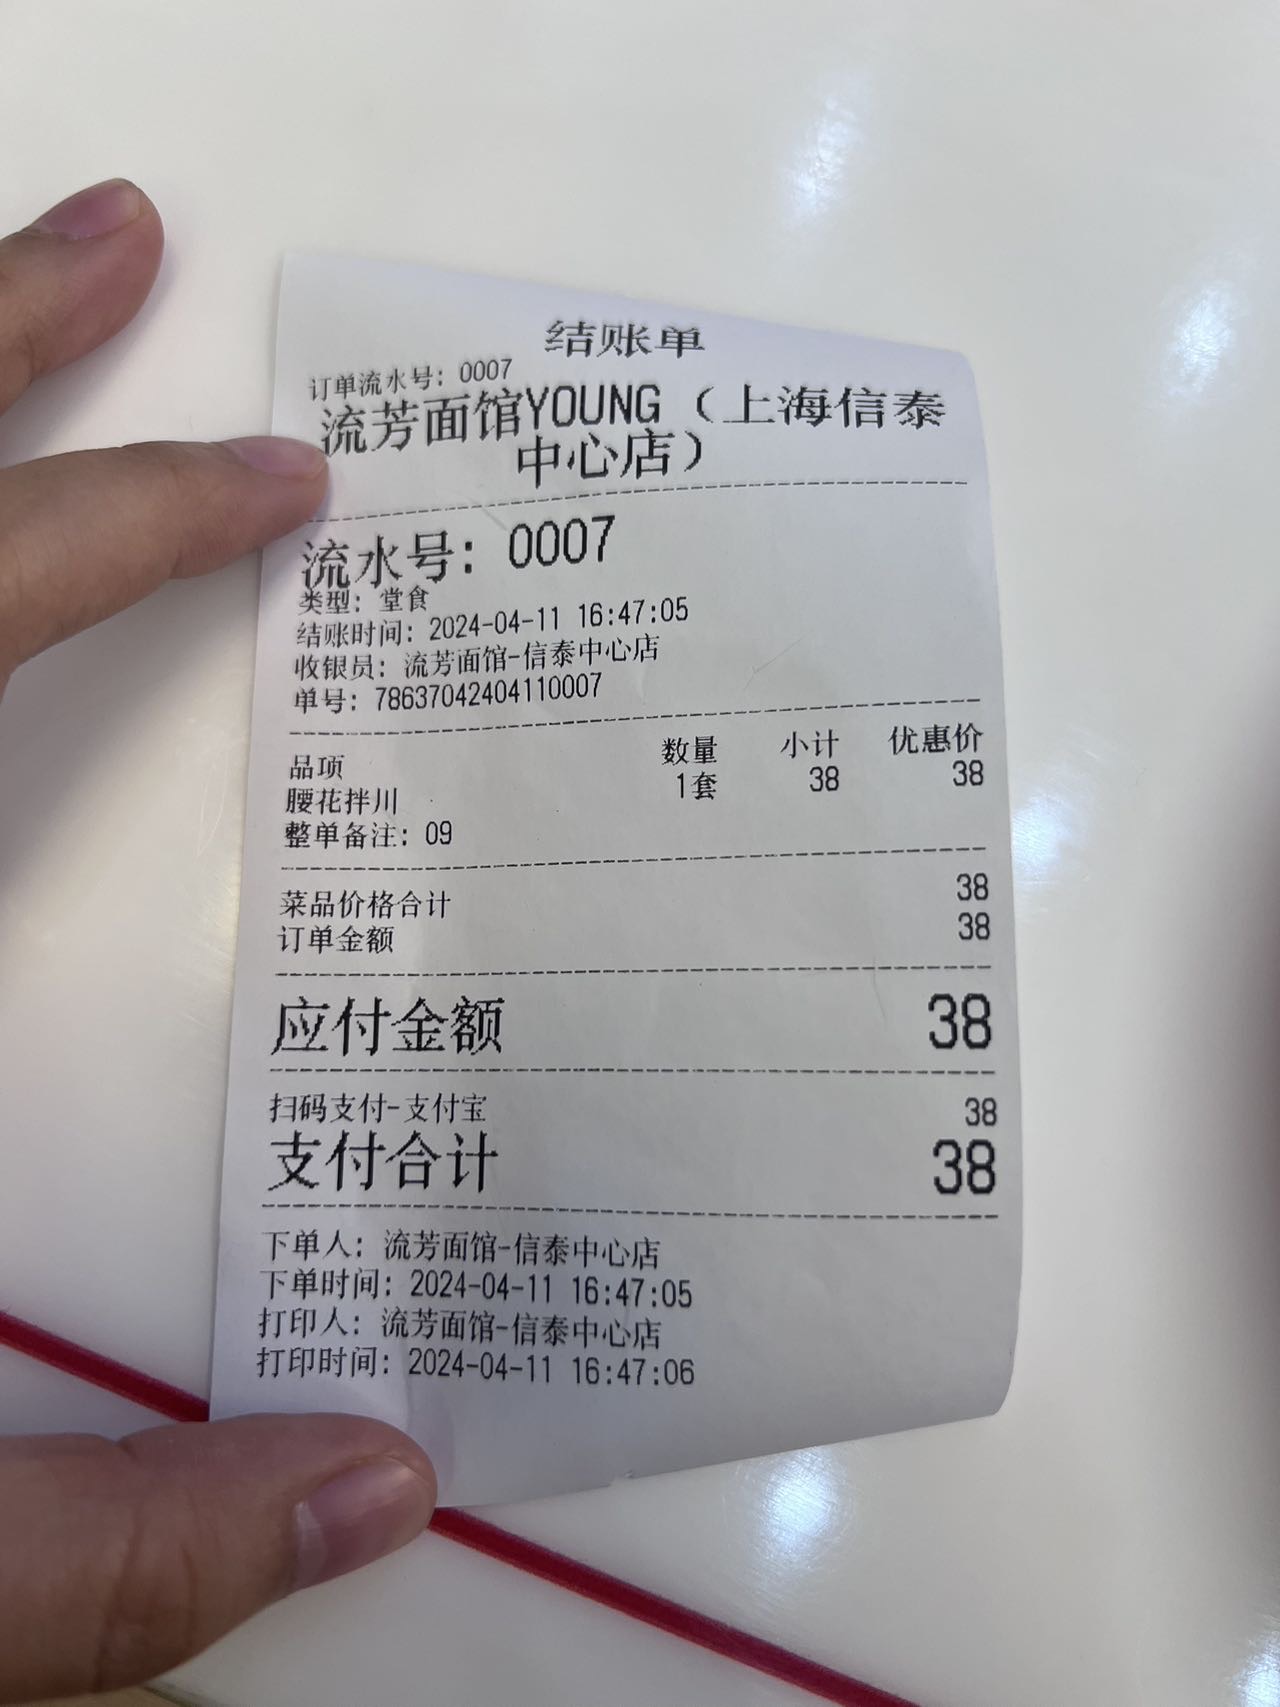 结账单
订单流水号: 0007
流芳面馆YOUNG（上海信泰
中心店）
流水号: 0007
类型: 堂食
结账时间: 2024-04-11 16:47:05
收银员: 流芳面馆-信泰中心店
单号: 78637042404110007
品项 数量 小计 优惠价
腰花拌川 1套 38 38
整单备注: 09
菜品价格合计 38
订单金额 38
应付金额 38
扫码支付-支付宝 38
支付合计 38
下单人: 流芳面馆-信泰中心店
下单时间: 2024-04-11 16:47:05
打印人: 流芳面馆-信泰中心店
打印时间: 2024-04-11 16:47:06